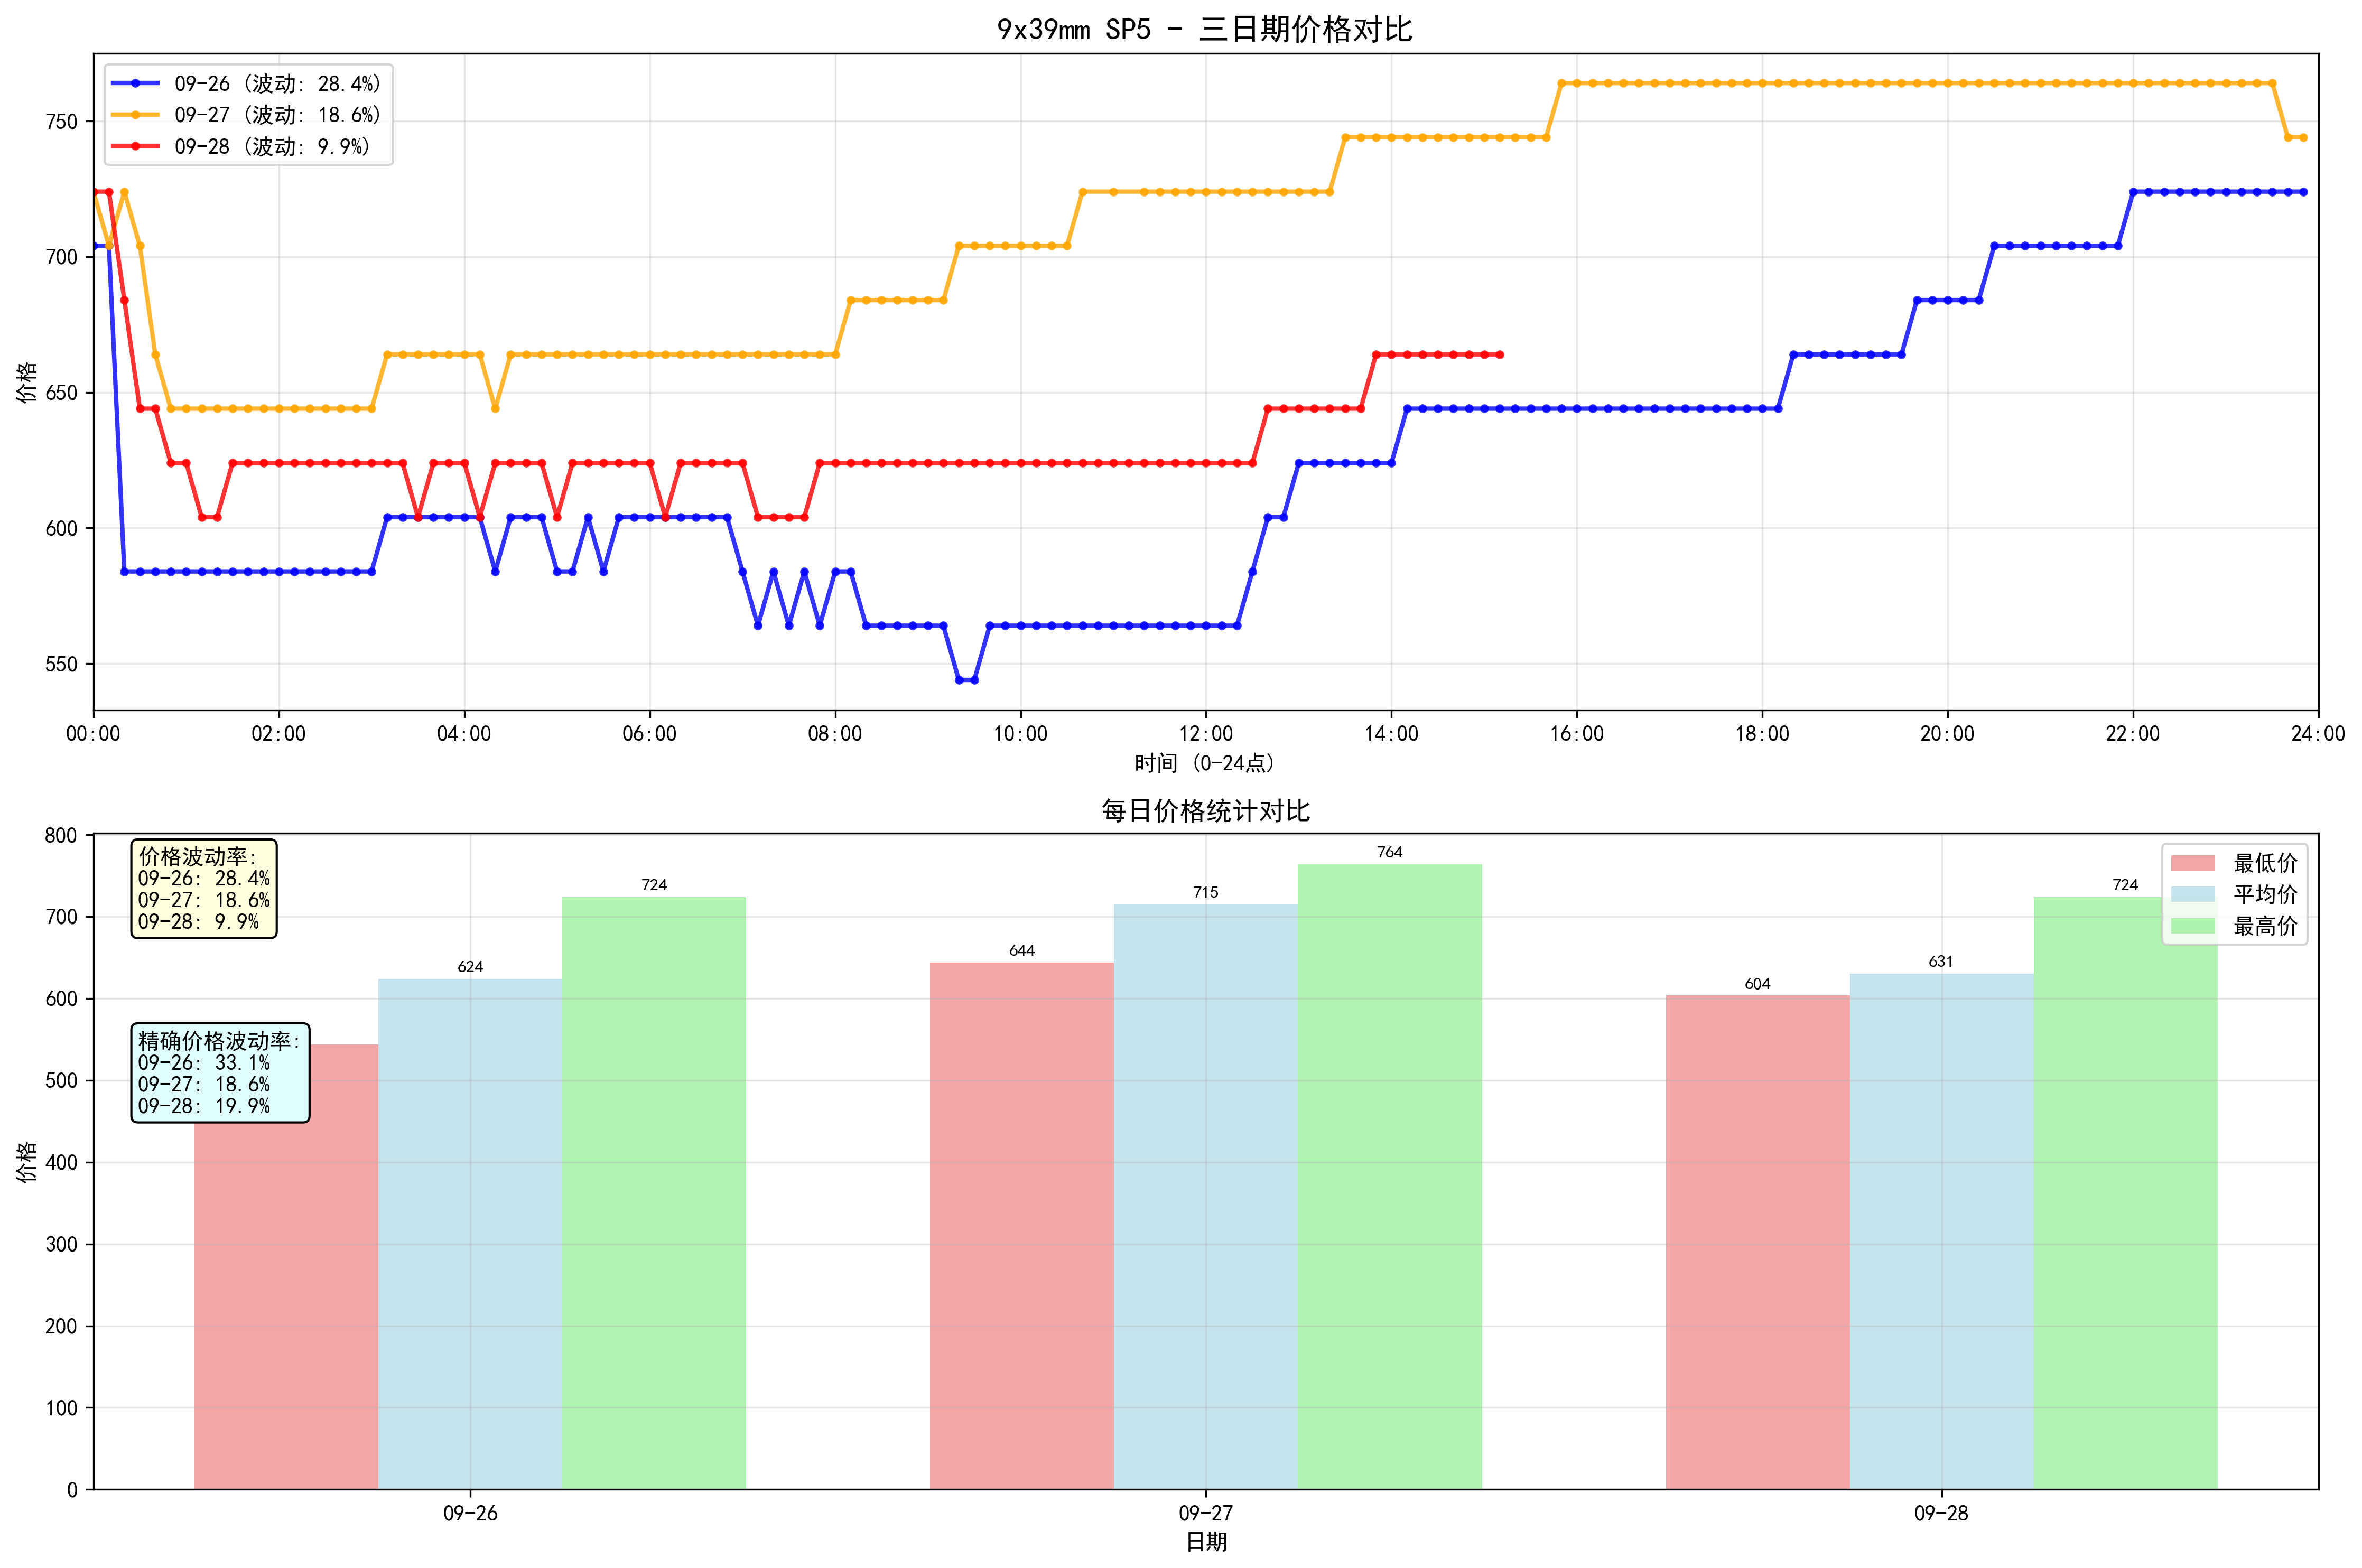 9x39mm SP5 - 三日期价格对比
09-26 (波动: 28.4%)
09-27 (波动: 18.6%)
09-28 (波动: 9.9%)
价格
750
700
650
600
550
00:00 02:00 04:00 06:00 08:00 10:00 12:00 14:00 16:00 18:00 20:00 22:00 24:00
时间 (0-24点)
每日价格统计对比
价格波动率:
09-26: 28.4%
09-27: 18.6%
09-28: 9.9%
精确价格波动率:
09-26: 33.1%
09-27: 18.6%
09-28: 19.9%
最低价
平均价
最高价
价格
800
700
600
500
400
300
200
100
0
624
724
644
715
764
604
631
724
09-26 09-27 09-28
日期